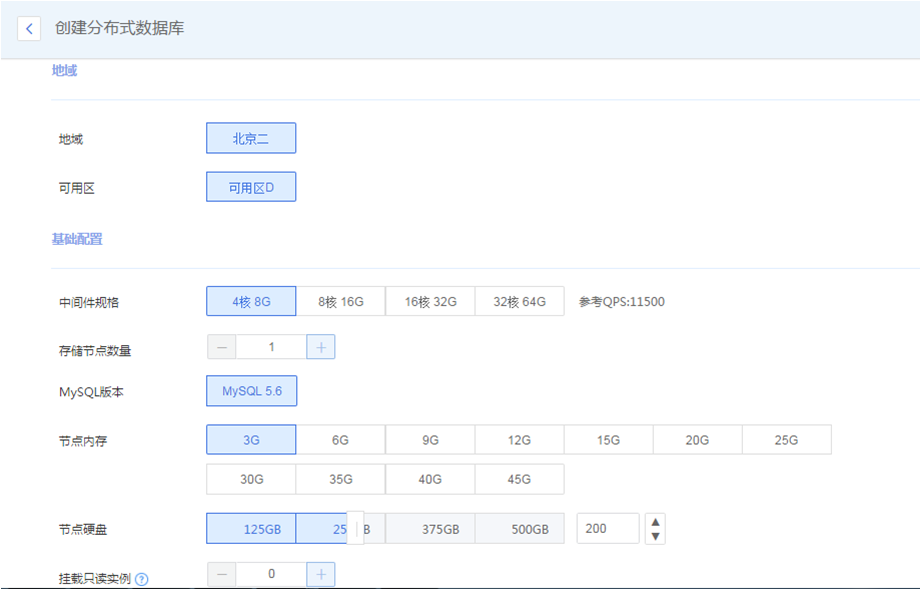 创建分布式数据库
地域
地域 北京二
可用区 可用区D
基础配置
中间件规格 4核 8G 8核 16G 16核 32G 32核 64G 参考QPS:11500
存储节点数量 1
MySQL版本 MySQL 5.6
节点内存 3G 6G 9G 12G 15G 20G 25G
30G 35G 40G 45G
节点硬盘 125GB 25 B 375GB 500GB 200
挂载只读实例 ? 0